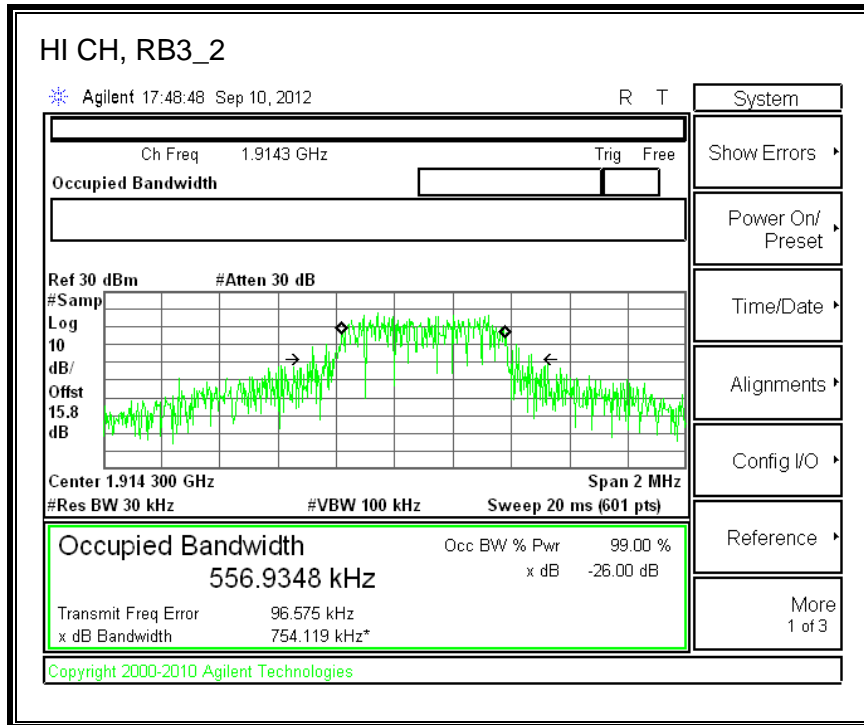 HI CH, RB3_2
Agilent 17:48:48 Sep 10, 2012 R T
Ch Freq 1.9143 GHz Trig Free
Occupied Bandwidth
Ref 30 dBm #Atten 30 dB
#Samp
Log
10
dB/
Offst
15.8
dB
Center 1.914 300 GHz Span 2 MHz
#Res BW 30 kHz #VBW 100 kHz Sweep 20 ms (601 pts)
Occupied Bandwidth Occ BW % Pwr 99.00 %
556.9348 kHz x dB -26.00 dB
Transmit Freq Error 96.575 kHz
x dB Bandwidth 754.119 kHz*
Copyright 2000-2010 Agilent Technologies
System
Show Errors
Power On/
Preset
Time/Date
Alignments
Config I/O
Reference
More
1 of 3